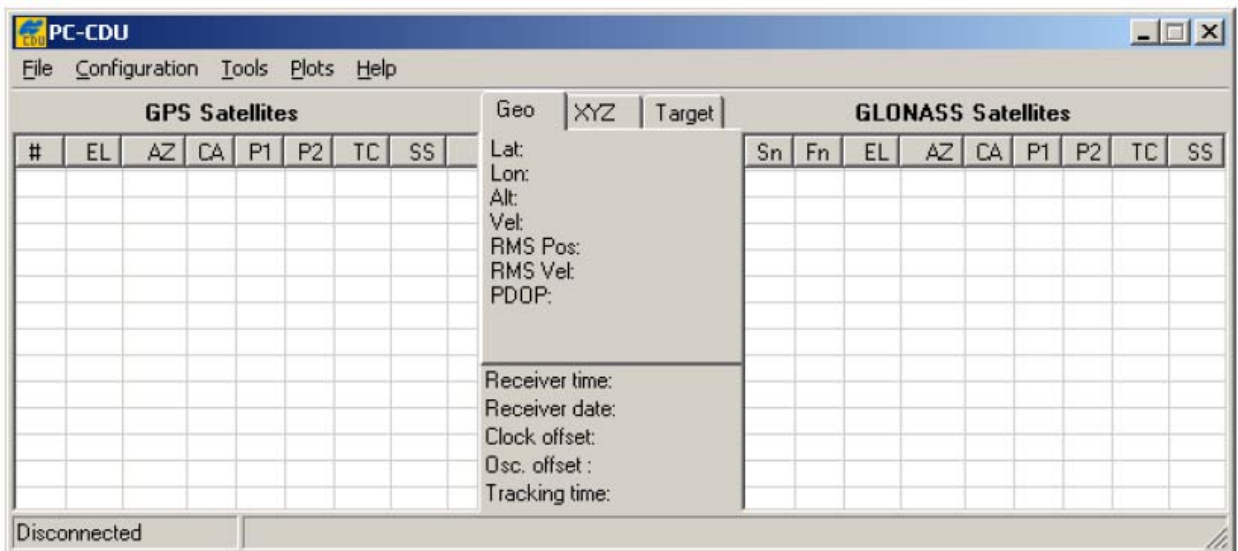 CDU PC-CDU
File Configuration Tools Plots Help
GPS Satellites
# EL AZ CA P1 P2 TC SS
Geo XYZ Target
Lat:
Lon:
Alt:
Vel:
RMS Pos:
RMS Vel:
PDOP:
Receiver time:
Receiver date:
Clock offset:
Osc. offset :
Tracking time:
GLONASS Satellites
Sn Fn EL AZ CA P1 P2 TC SS
Disconnected